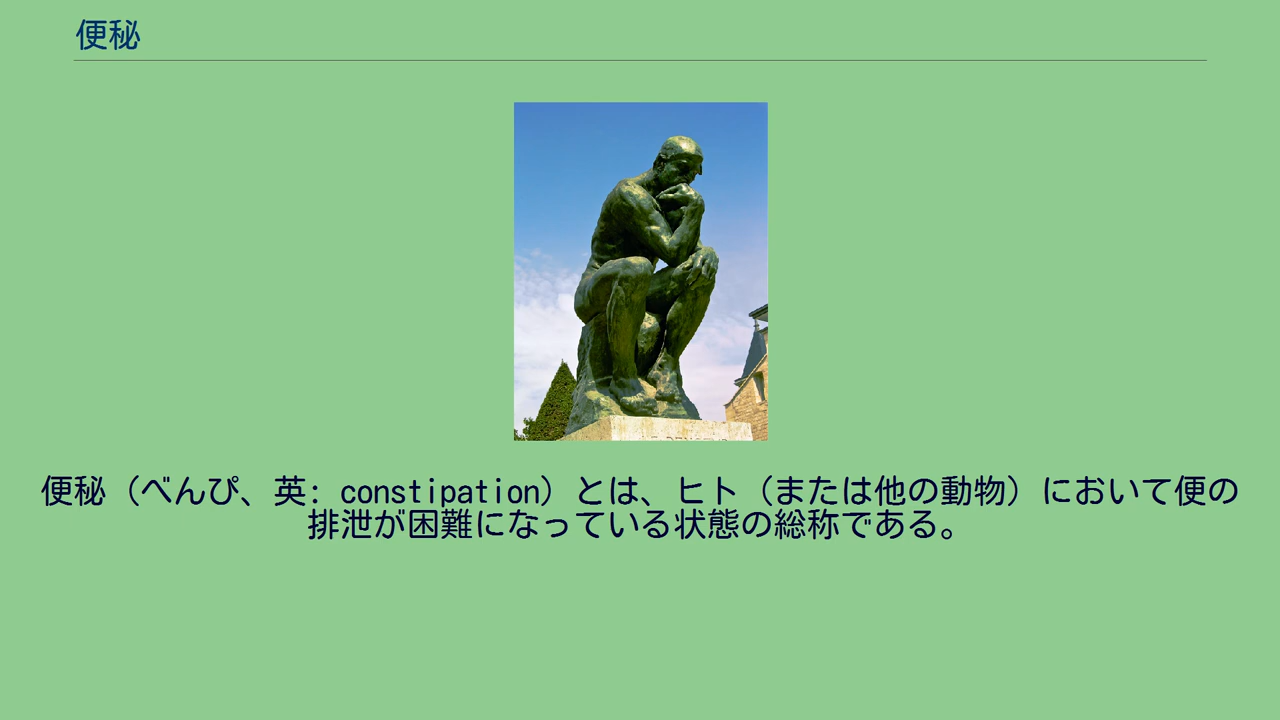 便秘
便秘（べんぴ、英: constipation）とは、ヒト（または他の動物）において便の
排泄が困難になっている状態の総称である。